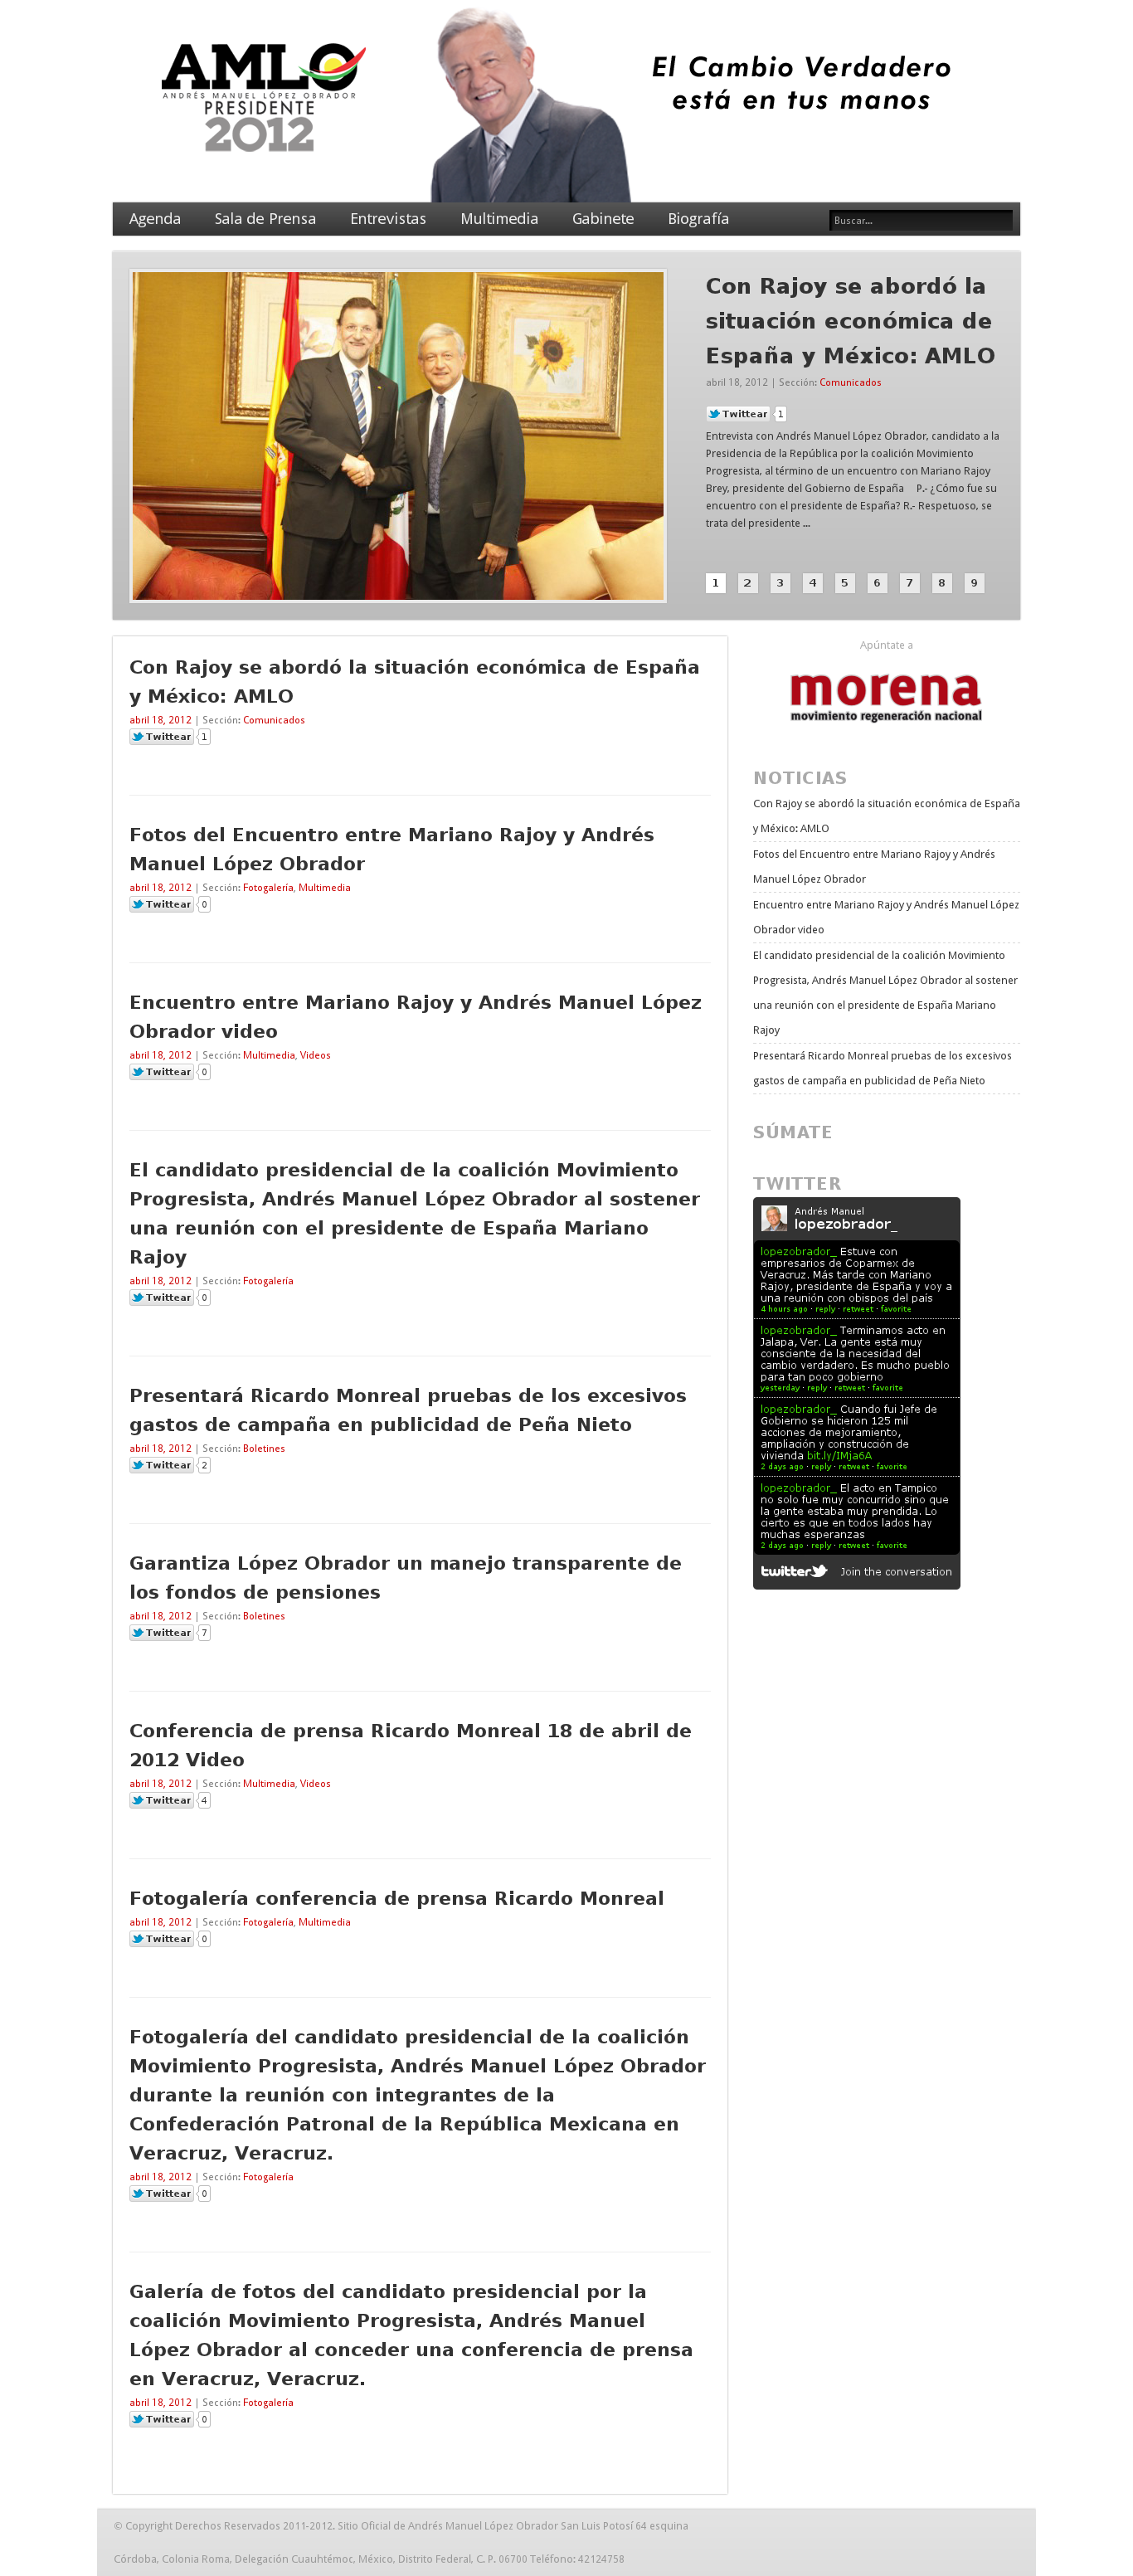 AMLO
ANDRÉS MANUEL LÓPEZ OBRADOR
PRESIDENTE
2012
El Cambio Verdadero
está en tus manos
Agenda Sala de Prensa Entrevistas Multimedia Gabinete Biografía Buscar...
Con Rajoy se abordó la
situación económica de
España y México: AMLO
abril 18, 2012 | Sección: Comunicados
Twittear 1
Entrevista con Andrés Manuel López Obrador, candidato a la
Presidencia de la República por la coalición Movimiento
Progresista, al término de un encuentro con Mariano Rajoy
Brey, presidente del Gobierno de España P.- ¿Cómo fue su
encuentro con el presidente de España? R.- Respetuoso, se
trata del presidente ...
1 2 3 4 5 6 7 8 9
Con Rajoy se abordó la situación económica de España
y México: AMLO
abril 18, 2012 | Sección: Comunicados
Twittear 1
Fotos del Encuentro entre Mariano Rajoy y Andrés
Manuel López Obrador
abril 18, 2012 | Sección: Fotogalería, Multimedia
Twittear 0
Encuentro entre Mariano Rajoy y Andrés Manuel López
Obrador video
abril 18, 2012 | Sección: Multimedia, Videos
Twittear 0
El candidato presidencial de la coalición Movimiento
Progresista, Andrés Manuel López Obrador al sostener
una reunión con el presidente de España Mariano
Rajoy
abril 18, 2012 | Sección: Fotogalería
Twittear 0
Presentará Ricardo Monreal pruebas de los excesivos
gastos de campaña en publicidad de Peña Nieto
abril 18, 2012 | Sección: Boletines
Twittear 2
Garantiza López Obrador un manejo transparente de
los fondos de pensiones
abril 18, 2012 | Sección: Boletines
Twittear 7
Conferencia de prensa Ricardo Monreal 18 de abril de
2012 Video
abril 18, 2012 | Sección: Multimedia, Videos
Twittear 4
Fotogalería conferencia de prensa Ricardo Monreal
abril 18, 2012 | Sección: Fotogalería, Multimedia
Twittear 0
Fotogalería del candidato presidencial de la coalición
Movimiento Progresista, Andrés Manuel López Obrador
durante la reunión con integrantes de la
Confederación Patronal de la República Mexicana en
Veracruz, Veracruz.
abril 18, 2012 | Sección: Fotogalería
Twittear 0
Galería de fotos del candidato presidencial por la
coalición Movimiento Progresista, Andrés Manuel
López Obrador al conceder una conferencia de prensa
en Veracruz, Veracruz.
abril 18, 2012 | Sección: Fotogalería
Twittear 0
Apúntate a
morena
movimiento regeneración nacional
NOTICIAS
Con Rajoy se abordó la situación económica de España
y México: AMLO
Fotos del Encuentro entre Mariano Rajoy y Andrés
Manuel López Obrador
Encuentro entre Mariano Rajoy y Andrés Manuel López
Obrador video
El candidato presidencial de la coalición Movimiento
Progresista, Andrés Manuel López Obrador al sostener
una reunión con el presidente de España Mariano
Rajoy
Presentará Ricardo Monreal pruebas de los excesivos
gastos de campaña en publicidad de Peña Nieto
SÚMATE
TWITTER
Andrés Manuel
lopezobrador_
lopezobrador_ Estuve con
empresarios de Coparmex de
Veracruz. Más tarde con Mariano
Rajoy, presidente de España y voy a
una reunión con obispos del país
4 hours ago · reply · retweet · favorite
lopezobrador_ Terminamos acto en
Jalapa, Ver. La gente está muy
consciente de la necesidad del
cambio verdadero. Es mucho pueblo
para tan poco gobierno
yesterday · reply · retweet · favorite
lopezobrador_ Cuando fui Jefe de
Gobierno se hicieron 125 mil
acciones de mejoramiento,
ampliación y construcción de
vivienda bit.ly/IMja6A
2 days ago · reply · retweet · favorite
lopezobrador_ El acto en Tampico
no solo fue muy concurrido sino que
la gente estaba muy prendida. Lo
cierto es que en todos lados hay
muchas esperanzas
2 days ago · reply · retweet · favorite
twitter Join the conversation
© Copyright Derechos Reservados 2011-2012. Sitio Oficial de Andrés Manuel López Obrador San Luis Potosí 64 esquina
Córdoba, Colonia Roma, Delegación Cuauhtémoc, México, Distrito Federal, C. P. 06700 Teléfono: 42124758